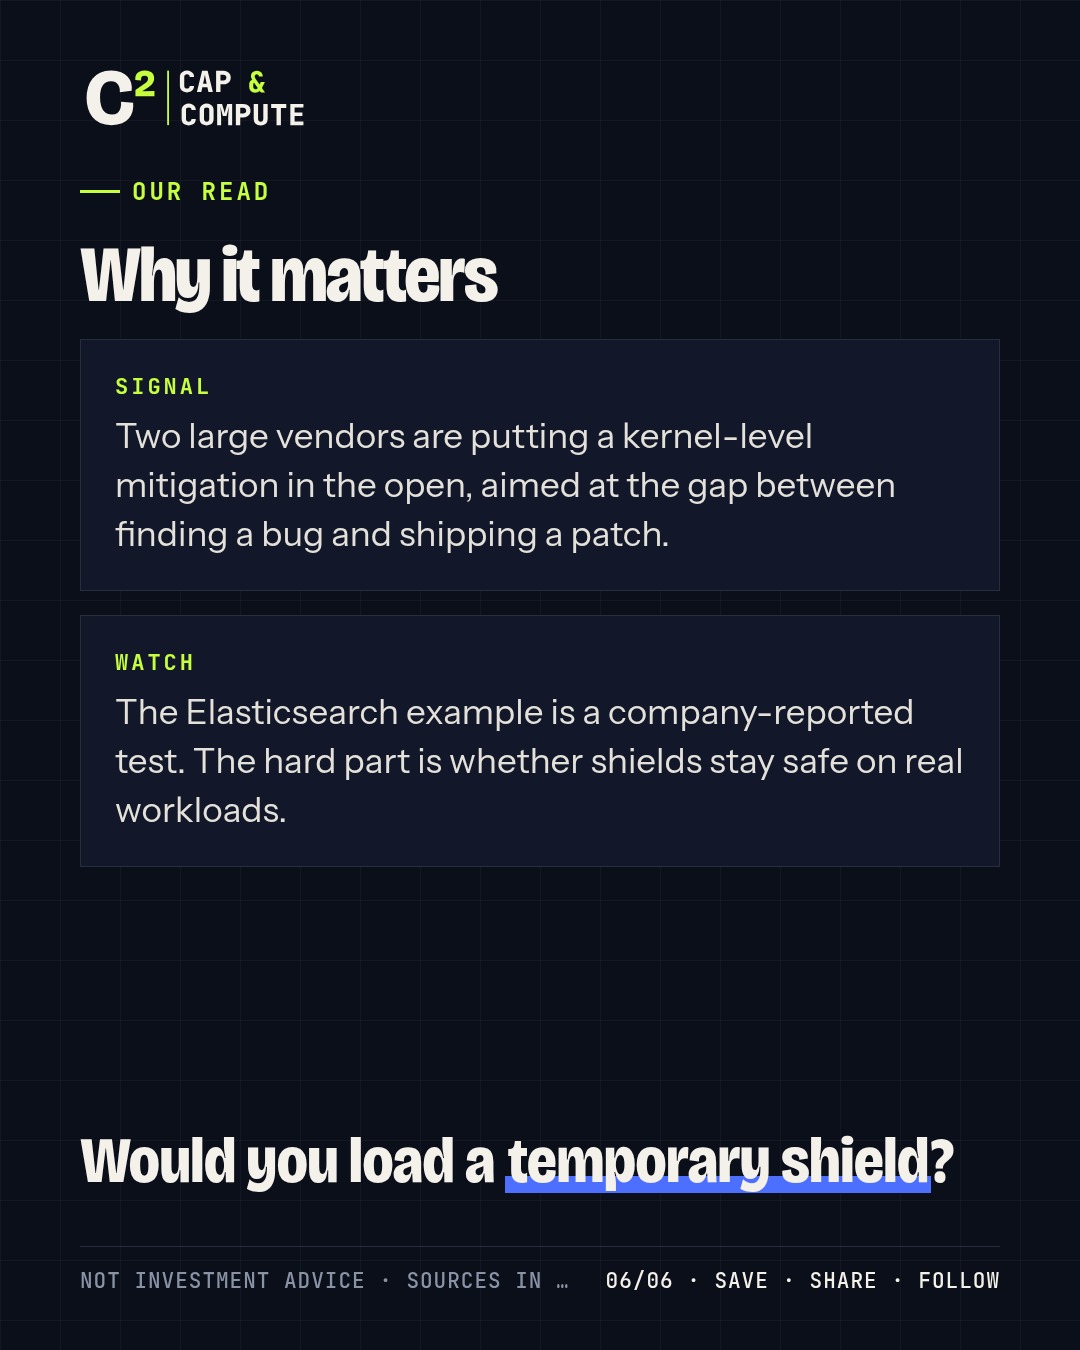 C² CAP &
COMPUTE
OUR READ
Why it matters
SIGNAL
Two large vendors are putting a kernel-level
mitigation in the open, aimed at the gap between
finding a bug and shipping a patch.
WATCH
The Elasticsearch example is a company-reported
test. The hard part is whether shields stay safe on real
workloads.
Would you load a temporary shield?
NOT INVESTMENT ADVICE · SOURCES IN … 06/06 · SAVE · SHARE · FOLLOW